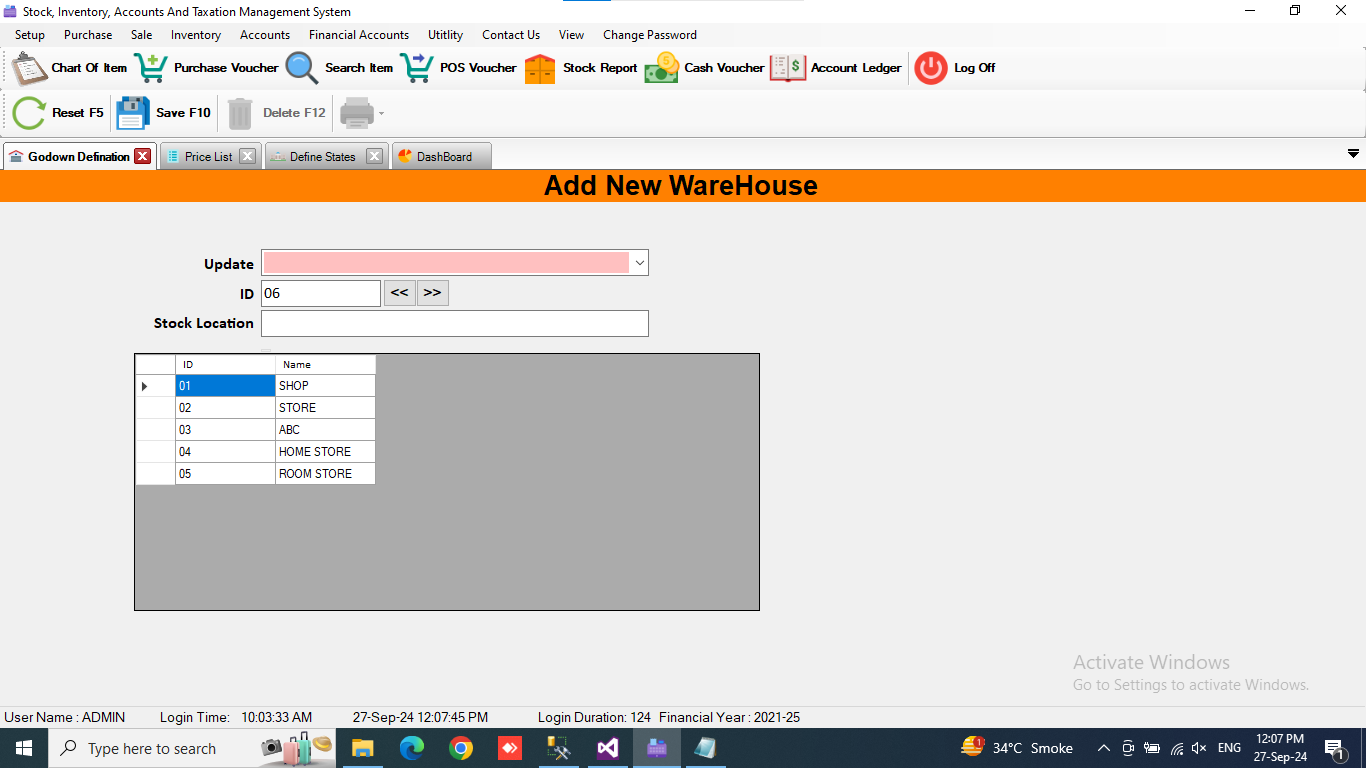 Stock, Inventory, Accounts And Taxation Management System
Setup Purchase Sale Inventory Accounts Financial Accounts Uttility Contact Us View Change Password
Chart Of Item Purchase Voucher Search Item POS Voucher Stock Report Cash Voucher Account Ledger Log Off
Reset F5 Save F10 Delete F12
Godown Defination Price List Define States DashBoard
Add New WareHouse
Update
ID 06 << >>
Stock Location
ID Name
01 SHOP
02 STORE
03 ABC
04 HOME STORE
05 ROOM STORE
Activate Windows
Go to Settings to activate Windows.
User Name : ADMIN Login Time: 10:03:33 AM 27-Sep-24 12:07:45 PM Login Duration: 124 Financial Year : 2021-25
Type here to search 1 34°C Smoke ENG 12:07 PM 1
27-Sep-24